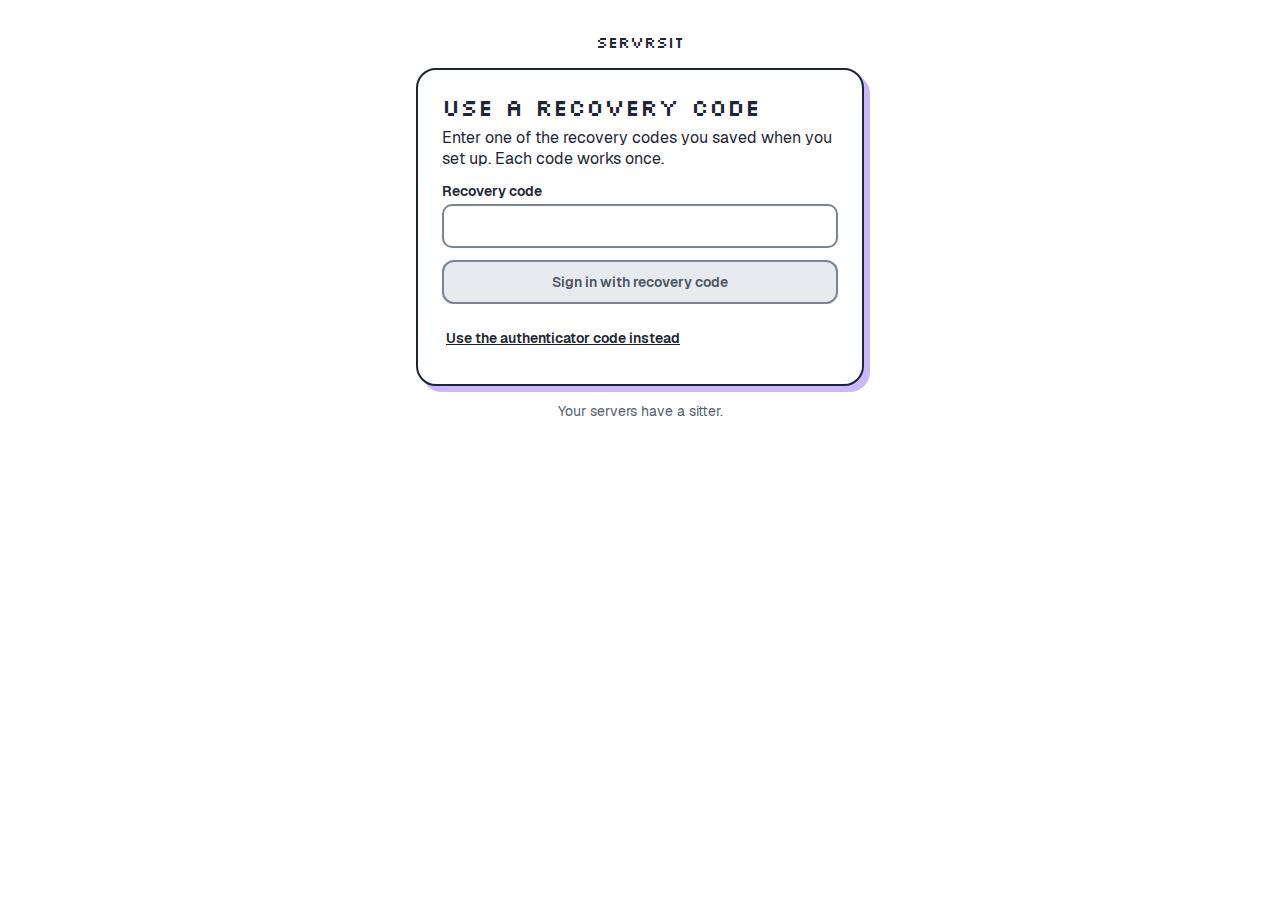 SERVRSIT
USE A RECOVERY CODE
Enter one of the recovery codes you saved when you
set up. Each code works once.
Recovery code
Sign in with recovery code
Use the authenticator code instead
Your servers have a sitter.